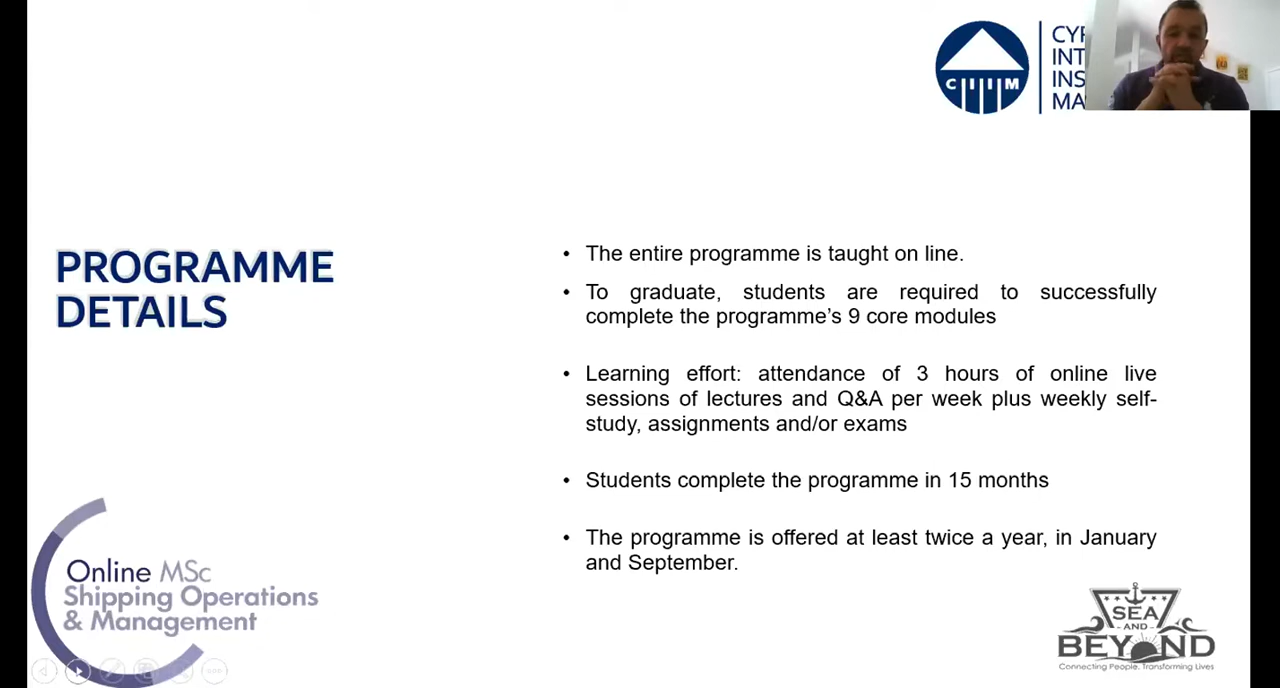 CIIM
INT
INS
MA
PROGRAMME
DETAILS
• The entire programme is taught on line.
• To graduate, students are required to successfully
complete the programme’s 9 core modules
• Learning effort: attendance of 3 hours of online live
sessions of lectures and Q&A per week plus weekly self-
study, assignments and/or exams
• Students complete the programme in 15 months
• The programme is offered at least twice a year, in January
and September.
Online MSc
Shipping Operations
& Management
SEA
AND
BEYOND
Connecting People, Transforming Lives